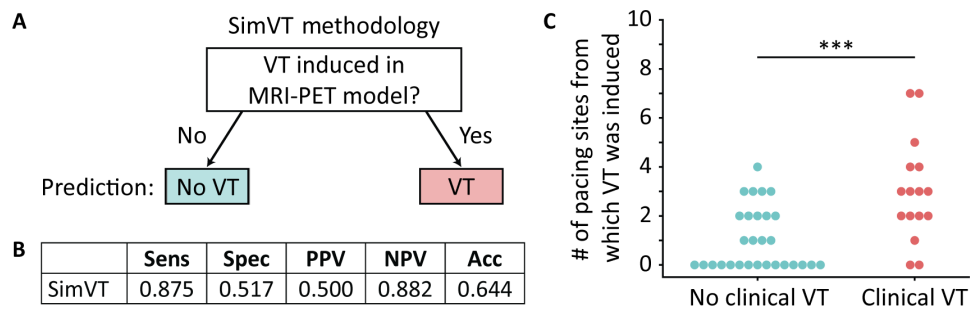 A
SimVT methodology
VT induced in
MRI-PET model?
No
Yes
Prediction:
No VT
VT
B
Sens Spec PPV NPV Acc
SimVT 0.875 0.517 0.500 0.882 0.644
C
# of pacing sites from
which VT was induced
10
8
6
4
2
0
***
No clinical VT
Clinical VT